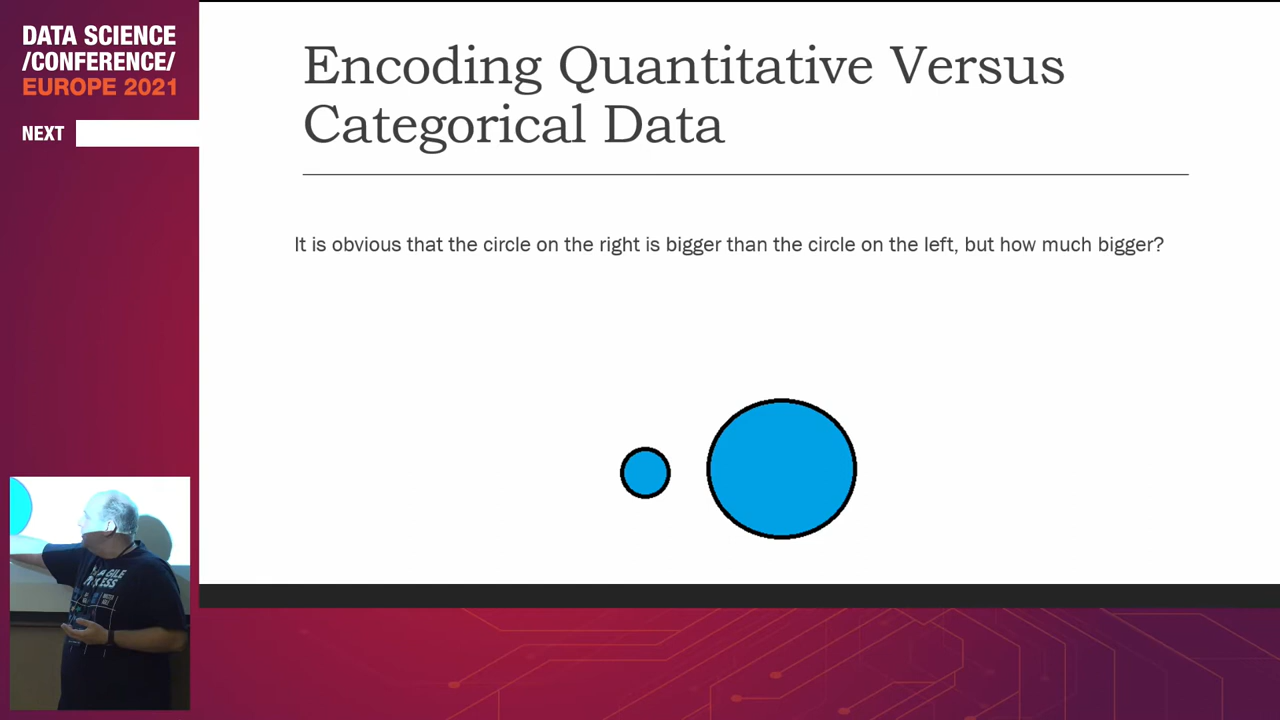 DATA SCIENCE
/CONFERENCE/
EUROPE 2021
NEXT
Encoding Quantitative Versus
Categorical Data
It is obvious that the circle on the right is bigger than the circle on the left, but how much bigger?